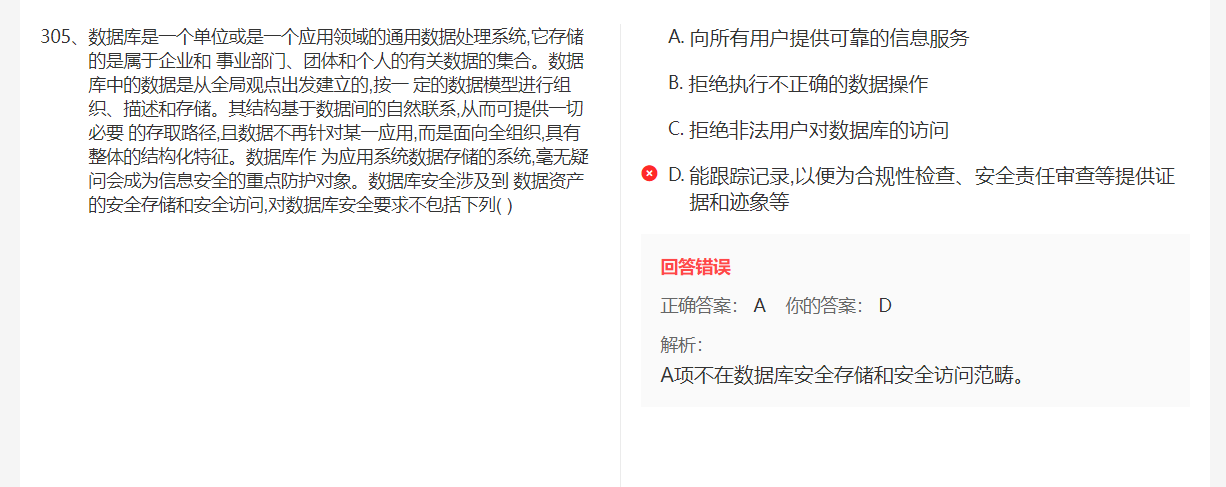 305、数据库是一个单位或是一个应用领域的通用数据处理系统,它存储
的是属于企业和 事业部门、团体和个人的有关数据的集合。数据
库中的数据是从全局观点出发建立的,按一 定的数据模型进行组
织、描述和存储。其结构基于数据间的自然联系,从而可提供一切
必要 的存取路径,且数据不再针对某一应用,而是面向全组织,具有
整体的结构化特征。数据库作 为应用系统数据存储的系统,毫无疑
问会成为信息安全的重点防护对象。数据库安全涉及到 数据资产
的安全存储和安全访问,对数据库安全要求不包括下列( )
A. 向所有用户提供可靠的信息服务
B. 拒绝执行不正确的数据操作
C. 拒绝非法用户对数据库的访问
D. 能跟踪记录,以便为合规性检查、安全责任审查等提供证
据和迹象等
回答错误
正确答案： A 你的答案： D
解析：
A项不在数据库安全存储和安全访问范畴。